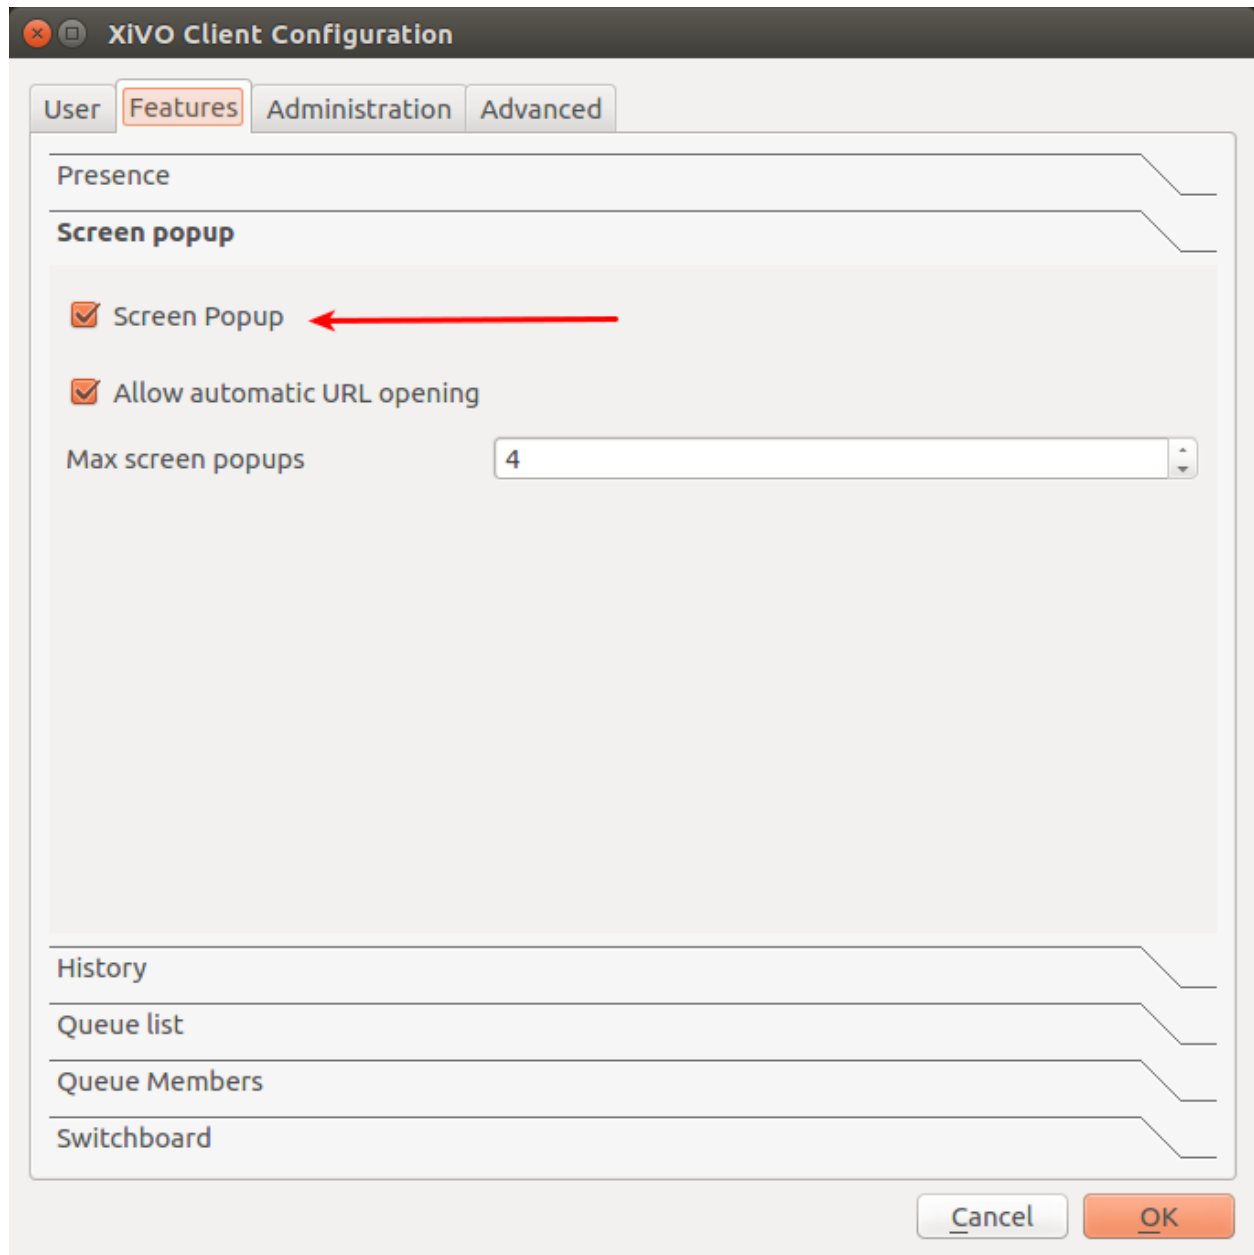 XiVO Client Configuration
User Features Administration Advanced
Presence
Screen popup
Screen Popup
Allow automatic URL opening
Max screen popups 4
History
Queue list
Queue Members
Switchboard
Cancel OK